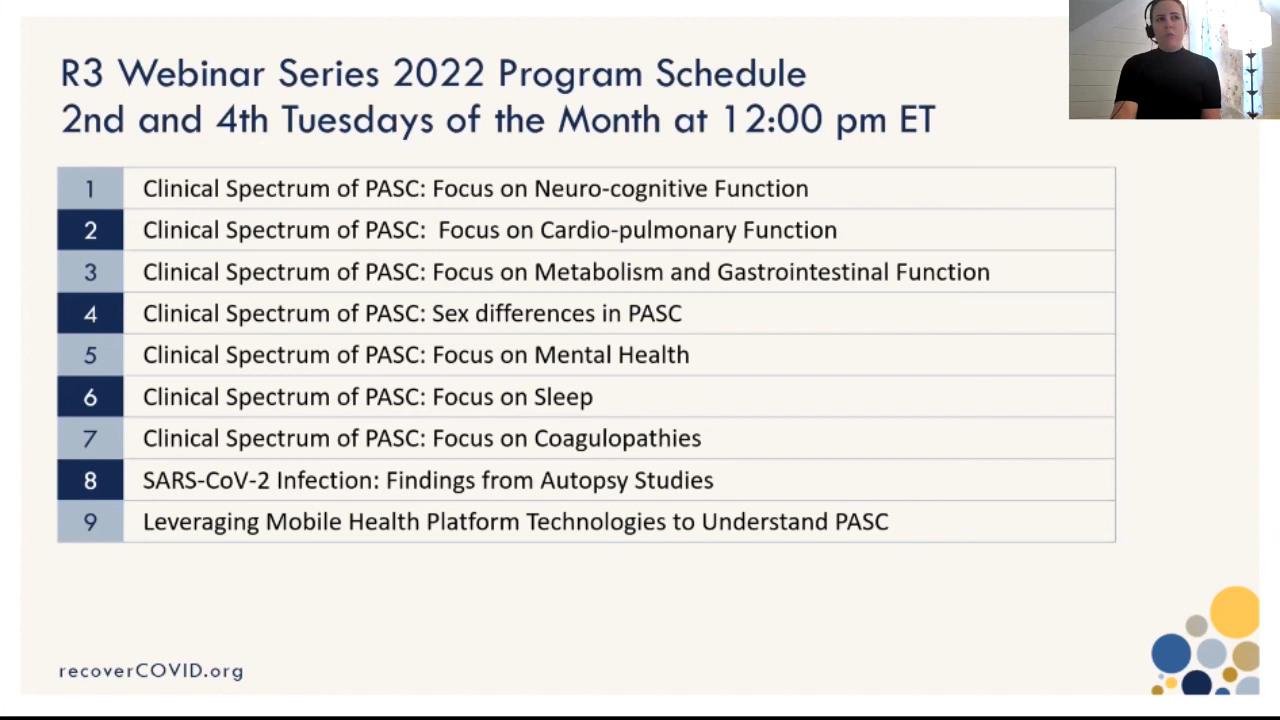 R3 Webinar Series 2022 Program Schedule
2nd and 4th Tuesdays of the Month at 12:00 pm ET
1 Clinical Spectrum of PASC: Focus on Neuro-cognitive Function
2 Clinical Spectrum of PASC: Focus on Cardio-pulmonary Function
3 Clinical Spectrum of PASC: Focus on Metabolism and Gastrointestinal Function
4 Clinical Spectrum of PASC: Sex differences in PASC
5 Clinical Spectrum of PASC: Focus on Mental Health
6 Clinical Spectrum of PASC: Focus on Sleep
7 Clinical Spectrum of PASC: Focus on Coagulopathies
8 SARS-CoV-2 Infection: Findings from Autopsy Studies
9 Leveraging Mobile Health Platform Technologies to Understand PASC
recoverCOVID.org